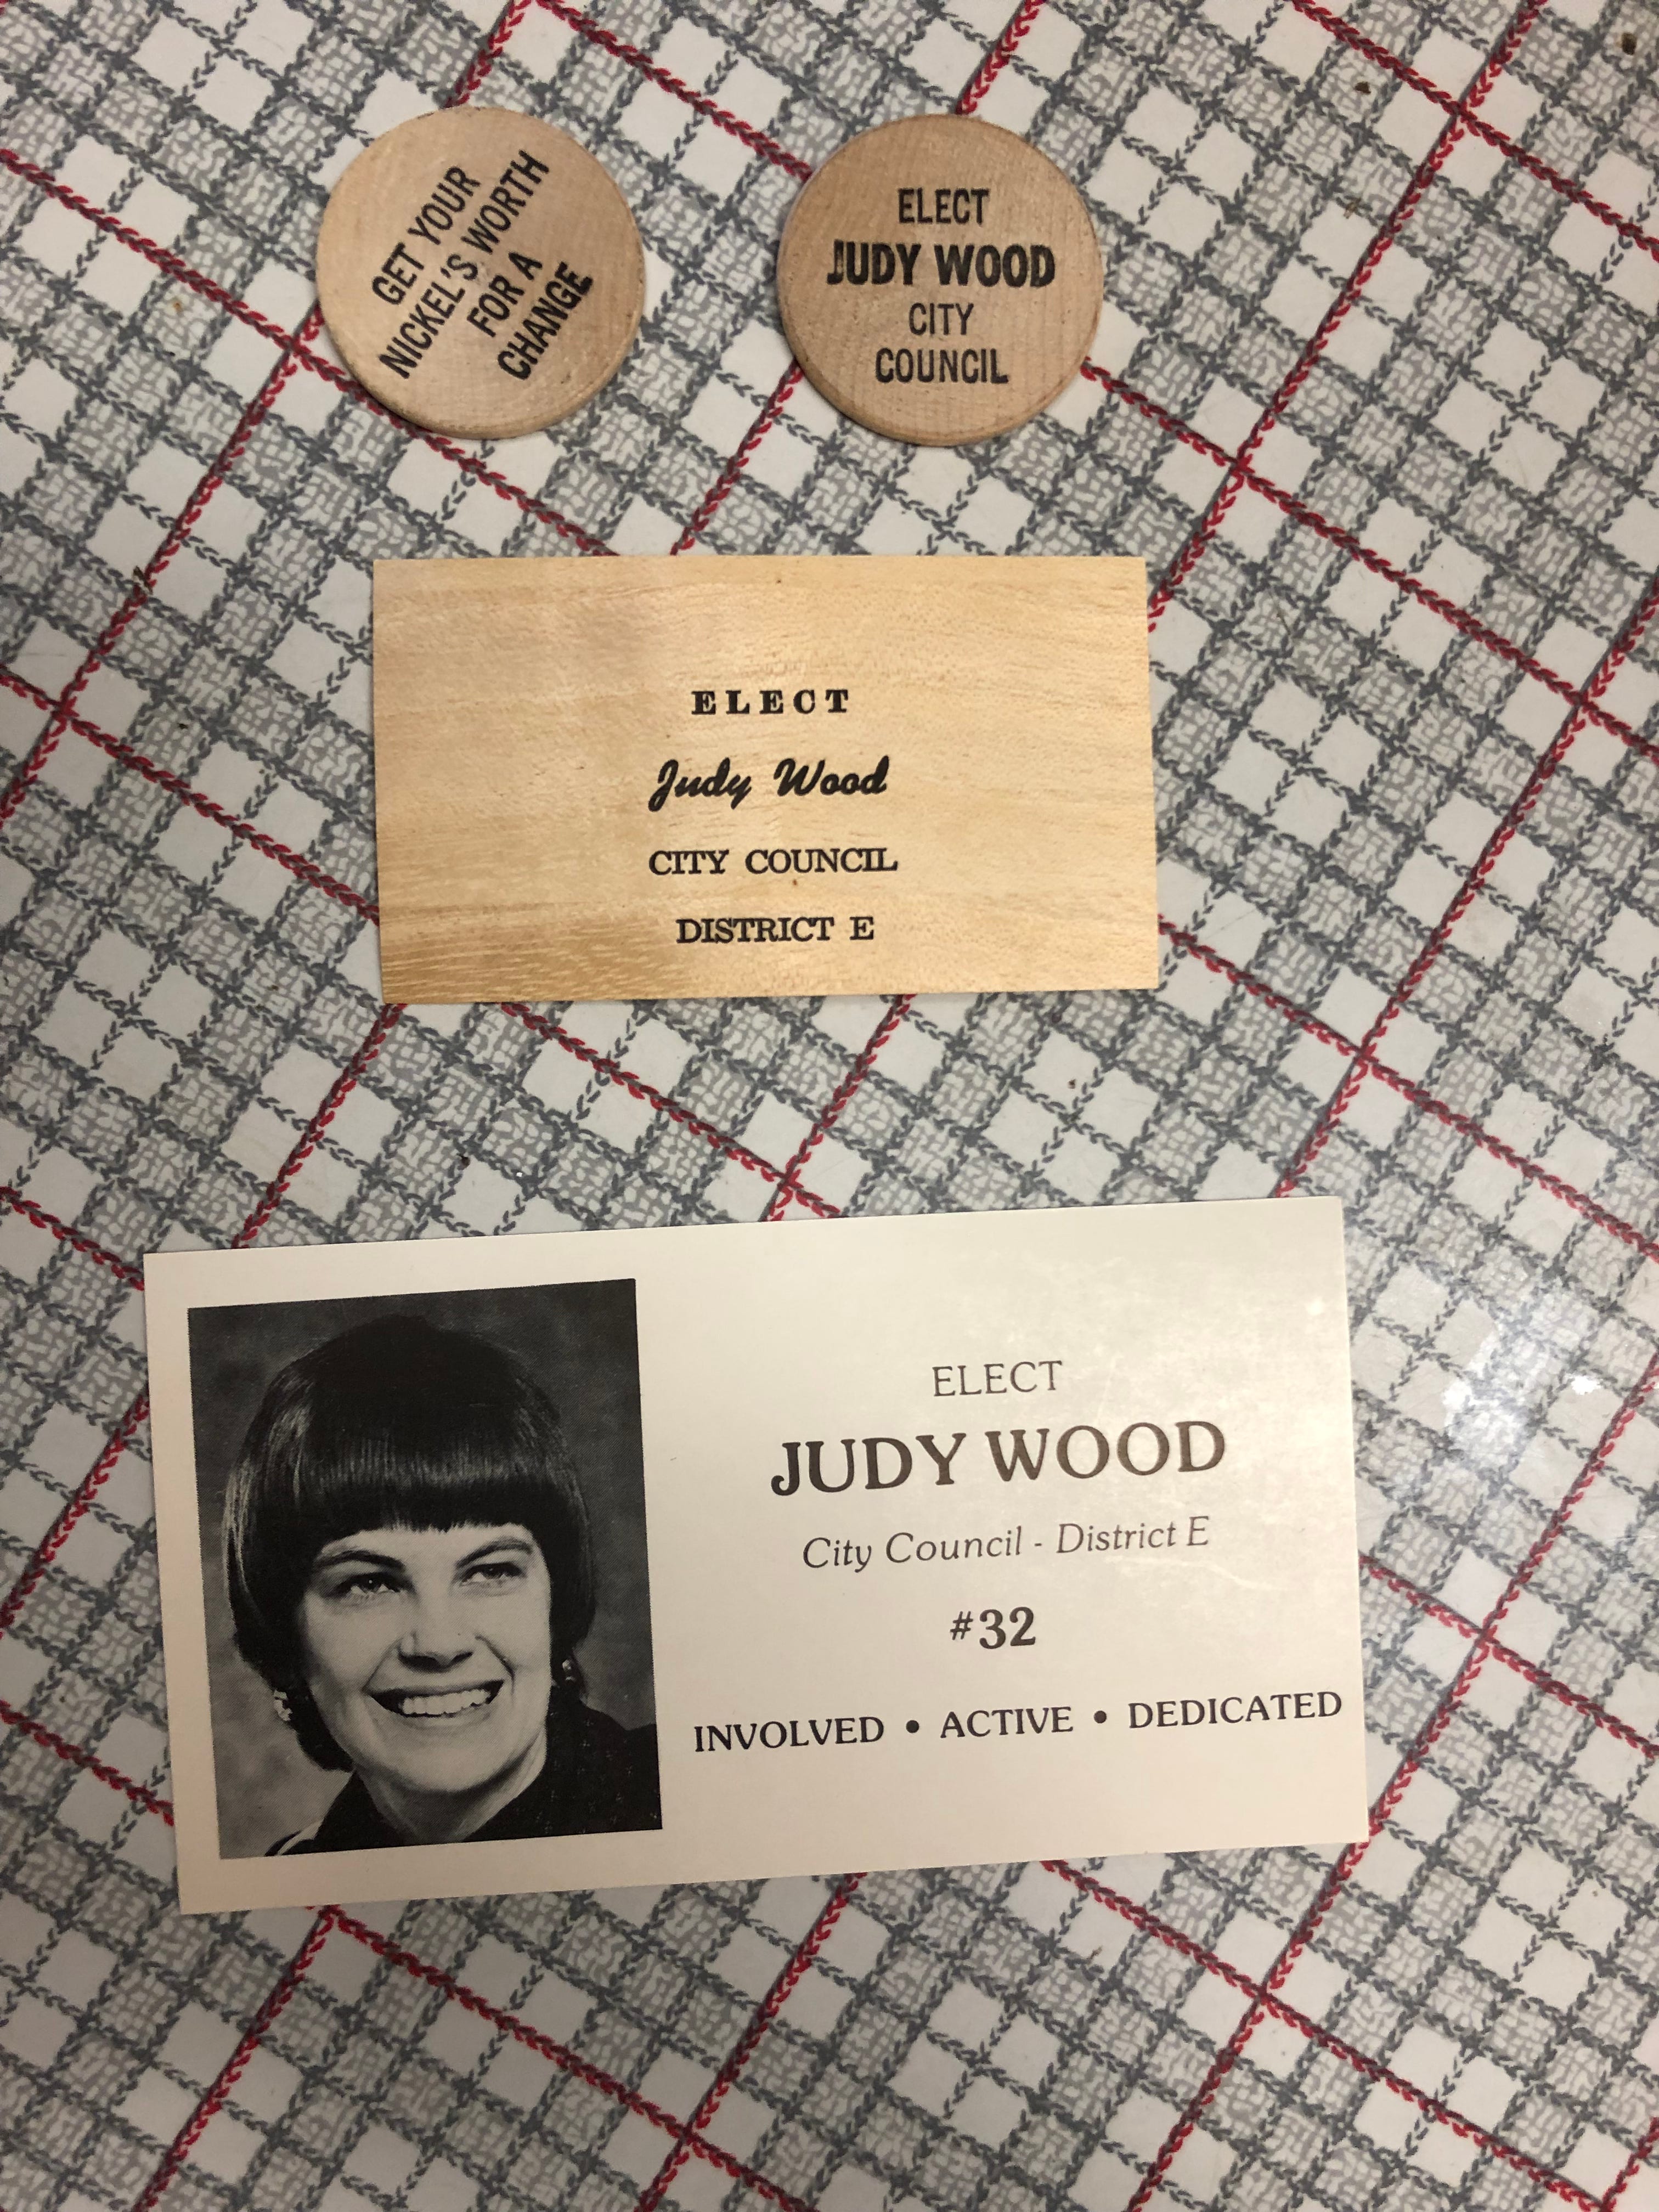 GET YOUR
NICKEL'S WORTH
FOR A
CHANGE
ELECT
JUDY WOOD
CITY
COUNCIL
ELECT
Judy Wood
CITY COUNCIL
DISTRICT E
ELECT
JUDY WOOD
City Council - District E
#32
INVOLVED • ACTIVE • DEDICATED